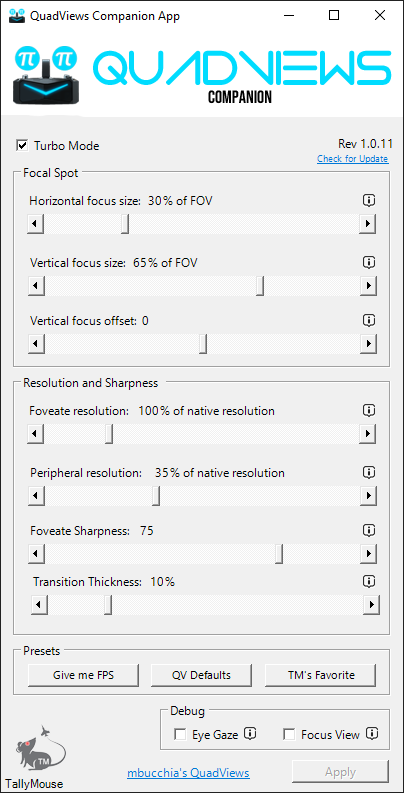 QuadViews Companion App
π π QUADVIEWS
COMPANION
Turbo Mode
Rev 1.0.11
Check for Update
Focal Spot
Horizontal focus size: 30% of FOV
Vertical focus size: 65% of FOV
Vertical focus offset: 0
Resolution and Sharpness
Foveate resolution: 100% of native resolution
Peripheral resolution: 35% of native resolution
Foveate Sharpness: 75
Transition Thickness: 10%
Presets
Give me FPS
QV Defaults
TM's Favorite
Debug
Eye Gaze
Focus View
TM
TallyMouse
mbucchia's QuadViews
Apply